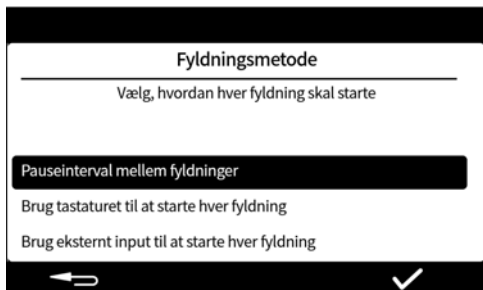 Fyldningsmetode
Vælg, hvordan hver fyldning skal starte
Pauseinterval mellem fyldninger
Brug tastaturet til at starte hver fyldning
Brug eksternt input til at starte hver fyldning